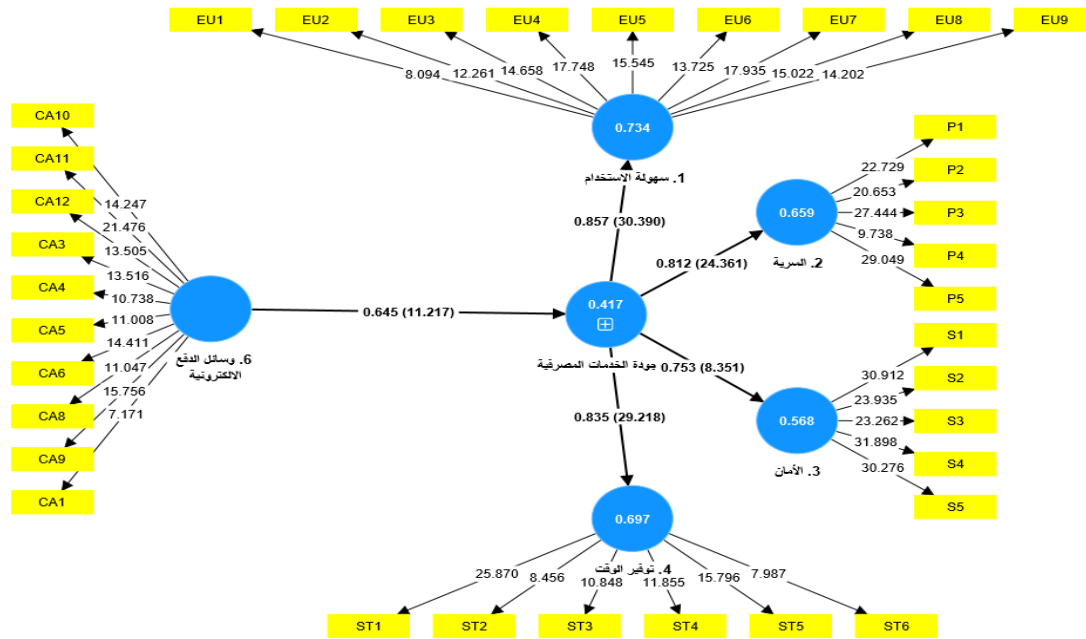 EU1 EU2 EU3 EU4 EU5 EU6 EU7 EU8 EU9
8.094 12.261 14.658 17.748 15.545 13.725 17.935 15.022 14.202
0.734
1. سهولة الاستخدام
0.857 (30.390)
CA10
CA11
CA12
CA3
CA4
CA5
CA6
CA8
CA9
CA1
14.247
21.476
13.505
13.516
10.738
11.008
14.411
11.047
15.756
7.171
6. وسائل الدفع
الالكترونية
0.645 (11.217)
0.417
جودة الخدمات المصرفية
0.812 (24.361)
0.659
2. السرية
22.729
20.653
27.444
9.738
29.049
P1
P2
P3
P4
P5
0.753 (8.351)
0.568
3. الأمان
30.912
23.935
23.262
31.898
30.276
S1
S2
S3
S4
S5
0.835 (29.218)
0.697
4. توفير الوقت
25.870 8.456 10.848 11.855 15.796 7.987
ST1 ST2 ST3 ST4 ST5 ST6